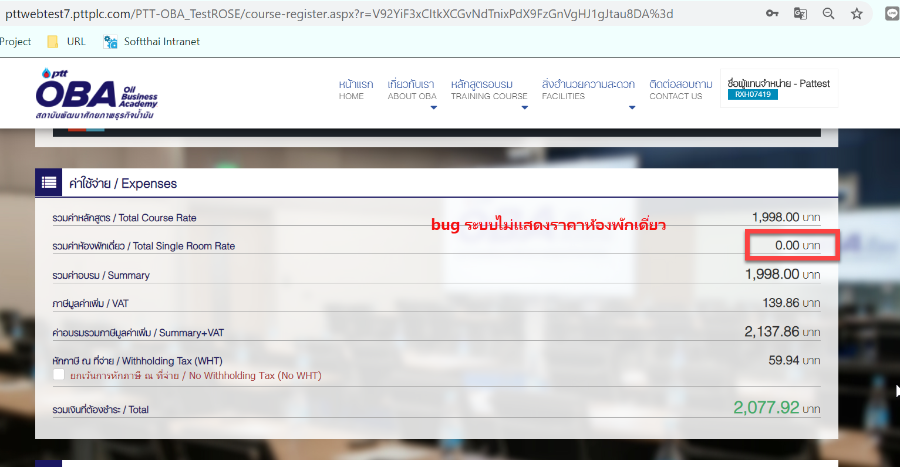 pttwebtest7.pttplc.com/PTT-OBA_TestROSE/course-register.aspx?r=V92YiF3xCItkXCGvNdTnixPdX9FzGnVgHJ1gJtau8DA%3d
Project URL Softthai Intranet
ptt
OBA Oil Business Academy
สถาบันพัฒนาศักยภาพธุรกิจน้ำมัน
หน้าแรก เกี่ยวกับเรา หลักสูตรอบรม สิ่งอำนวยความสะดวก ติดต่อสอบถาม
HOME ABOUT OBA TRAINING COURSE FACILITIES CONTACT US
ชื่อผู้แทนจำหน่าย - Pattest
RXH07419
ค่าใช้จ่าย / Expenses
รวมค่าหลักสูตร / Total Course Rate 1,998.00 บาท
bug ระบบไม่แสดงราคาห้องพักเดี่ยว
รวมค่าห้องพักเดี่ยว / Total Single Room Rate 0.00 บาท
รวมค่าอบรม / Summary 1,998.00 บาท
ภาษีมูลค่าเพิ่ม / VAT 139.86 บาท
ค่าอบรมรวมภาษีมูลค่าเพิ่ม / Summary+VAT 2,137.86 บาท
หักภาษี ณ ที่จ่าย / Withholding Tax (WHT) 59.94 บาท
ยกเว้นการหักภาษี ณ ที่จ่าย / No Withholding Tax (No WHT)
รวมเงินที่ต้องชำระ / Total 2,077.92 บาท